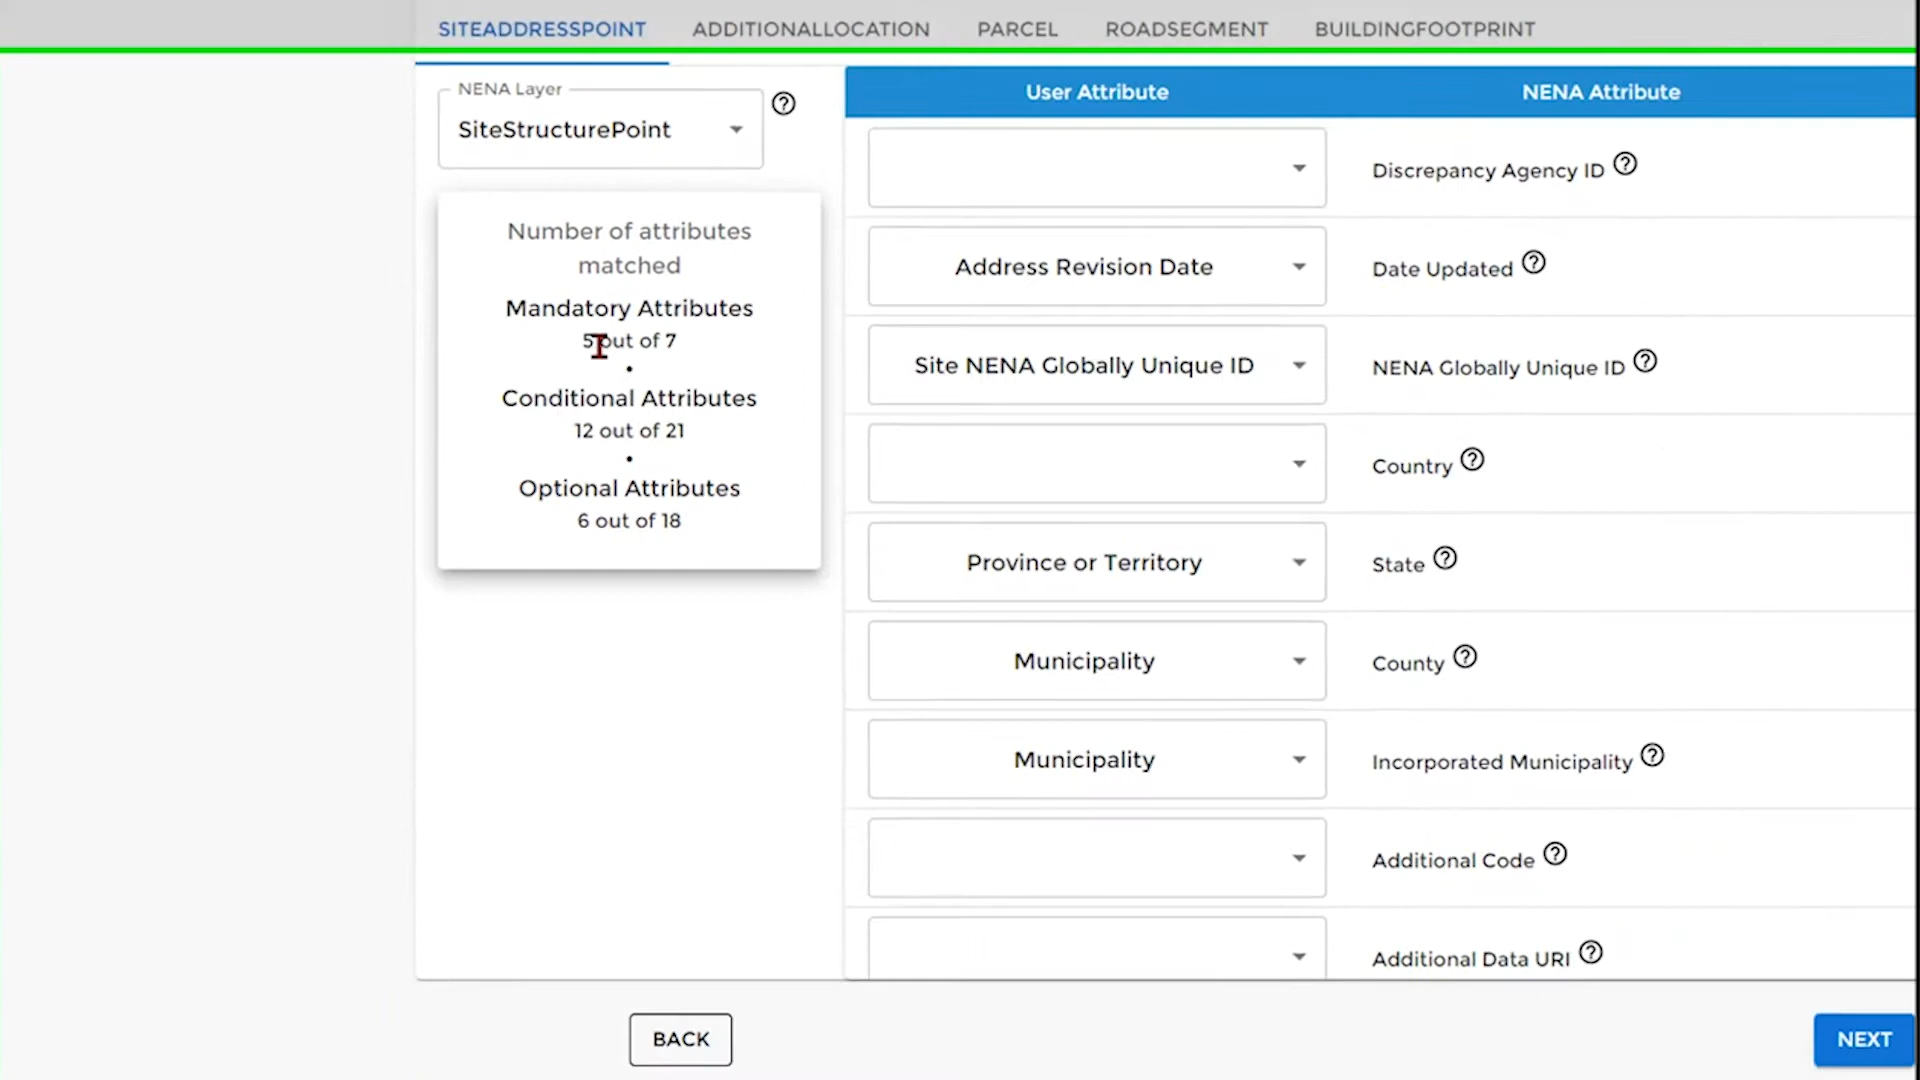 SITEADDRESSPOINT ADDITIONALLOCATION PARCEL ROADSEGMENT BUILDINGFOOTPRINT
NENA Layer
SiteStructurePoint
Number of attributes
matched
Mandatory Attributes
5 out of 7
•
Conditional Attributes
12 out of 21
•
Optional Attributes
6 out of 18
User Attribute NENA Attribute
Discrepancy Agency ID
Address Revision Date Date Updated
Site NENA Globally Unique ID NENA Globally Unique ID
Country
Province or Territory State
Municipality County
Municipality Incorporated Municipality
Additional Code
Additional Data URI
BACK NEXT